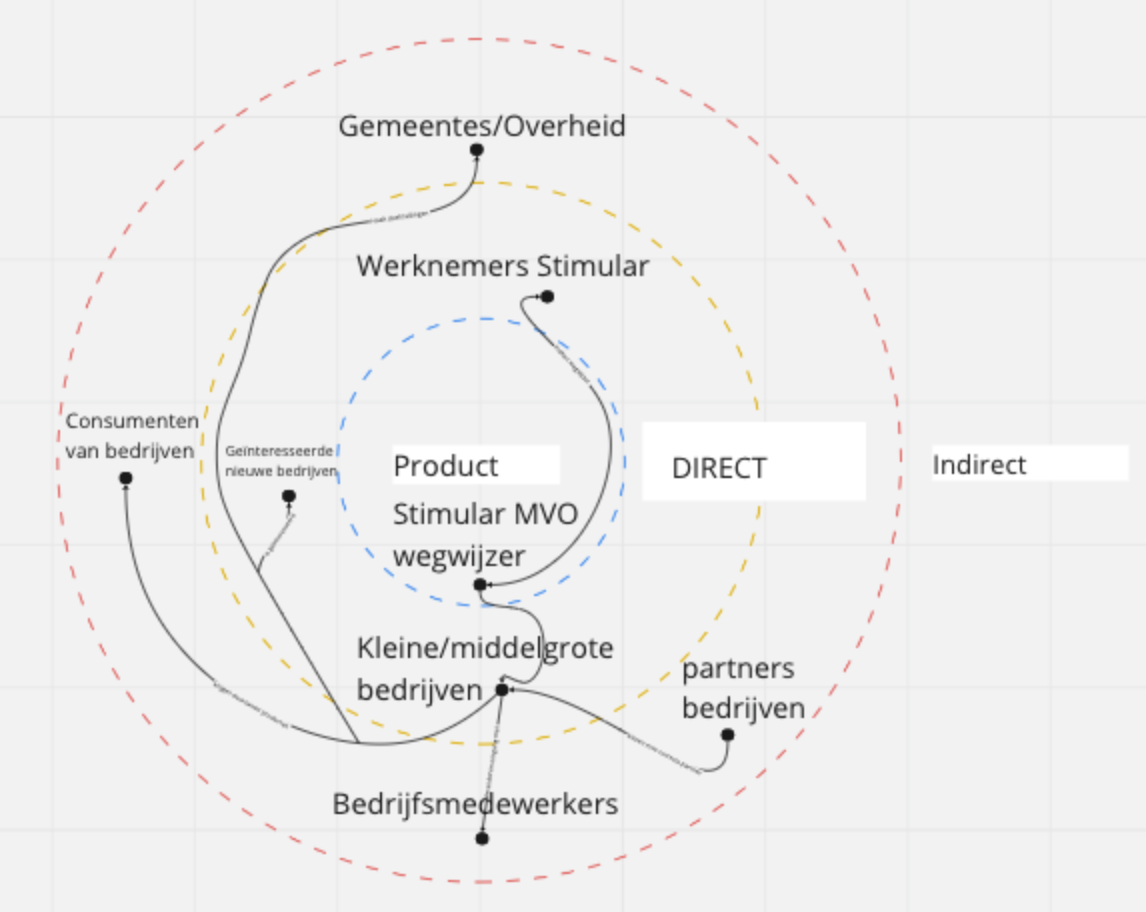 Gemeentes/Overheid
Werknemers Stimular
Consumenten
van bedrijven
Geïnteresseerde
nieuwe bedrijven
Product
DIRECT
Indirect
Stimular MVO
wegwijzer
Kleine/middelgrote
bedrijven
partners
bedrijven
Bedrijfsmedewerkers